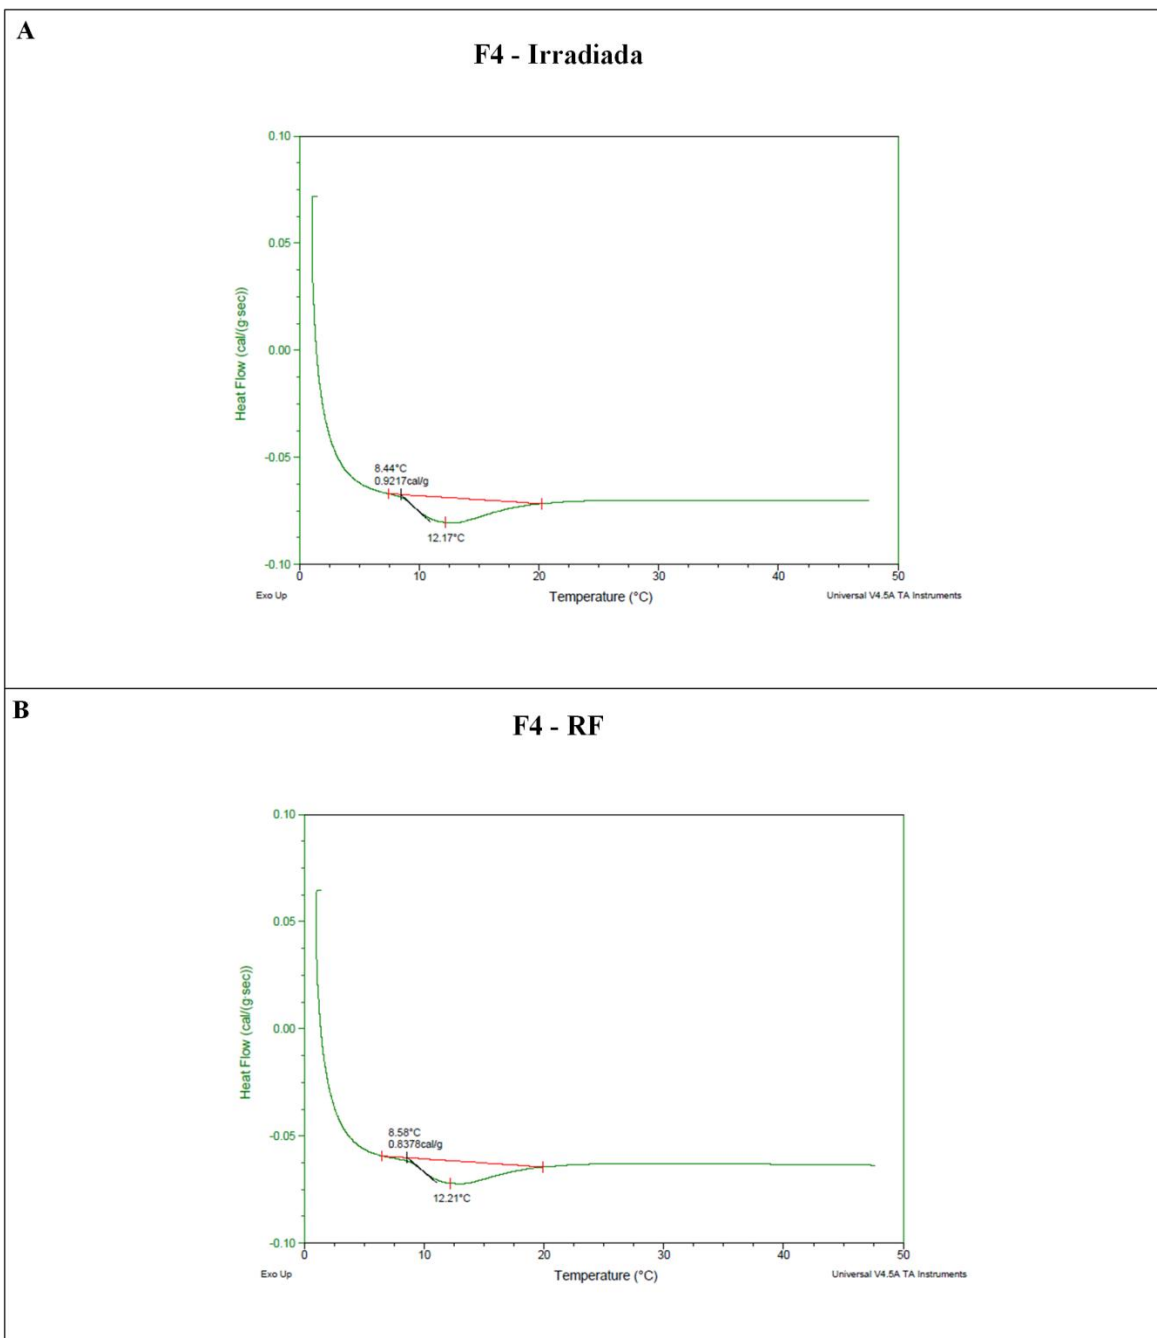 A
F4 - Irradiada
0.10
0.05
0.00
-0.05
-0.10
Heat Flow (cal/(g·sec))
8.44°C
0.9217cal/g
12.17°C
0 10 20 30 40 50
Exo Up
Temperature (°C)
Universal V4.5A TA Instruments
B
F4 - RF
0.10
0.05
0.00
-0.05
-0.10
Heat Flow (cal/(g·sec))
8.58°C
0.8378cal/g
12.21°C
0 10 20 30 40 50
Exo Up
Temperature (°C)
Universal V4.5A TA Instruments